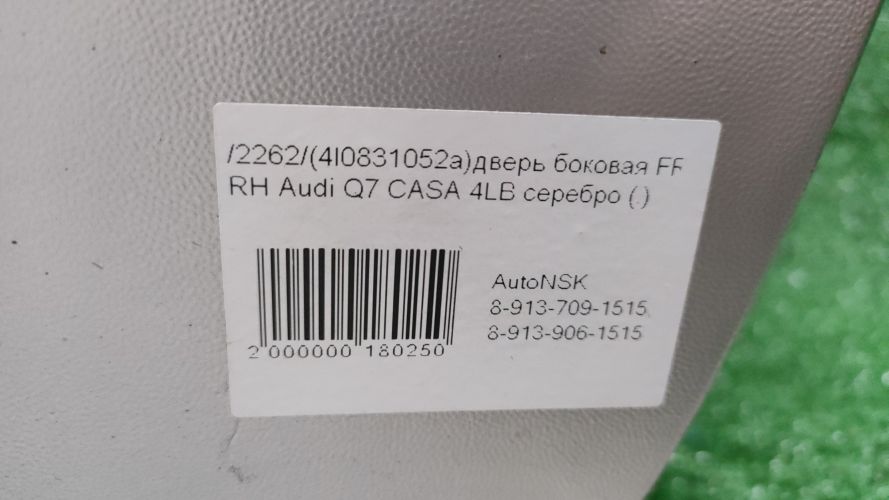 /2262/(4l0831052a)дверь боковая FF
RH Audi Q7 CASA 4LB серебро (.)
AutoNSK
8-913-709-1515,
8-913-906-1515
2 000000 180250